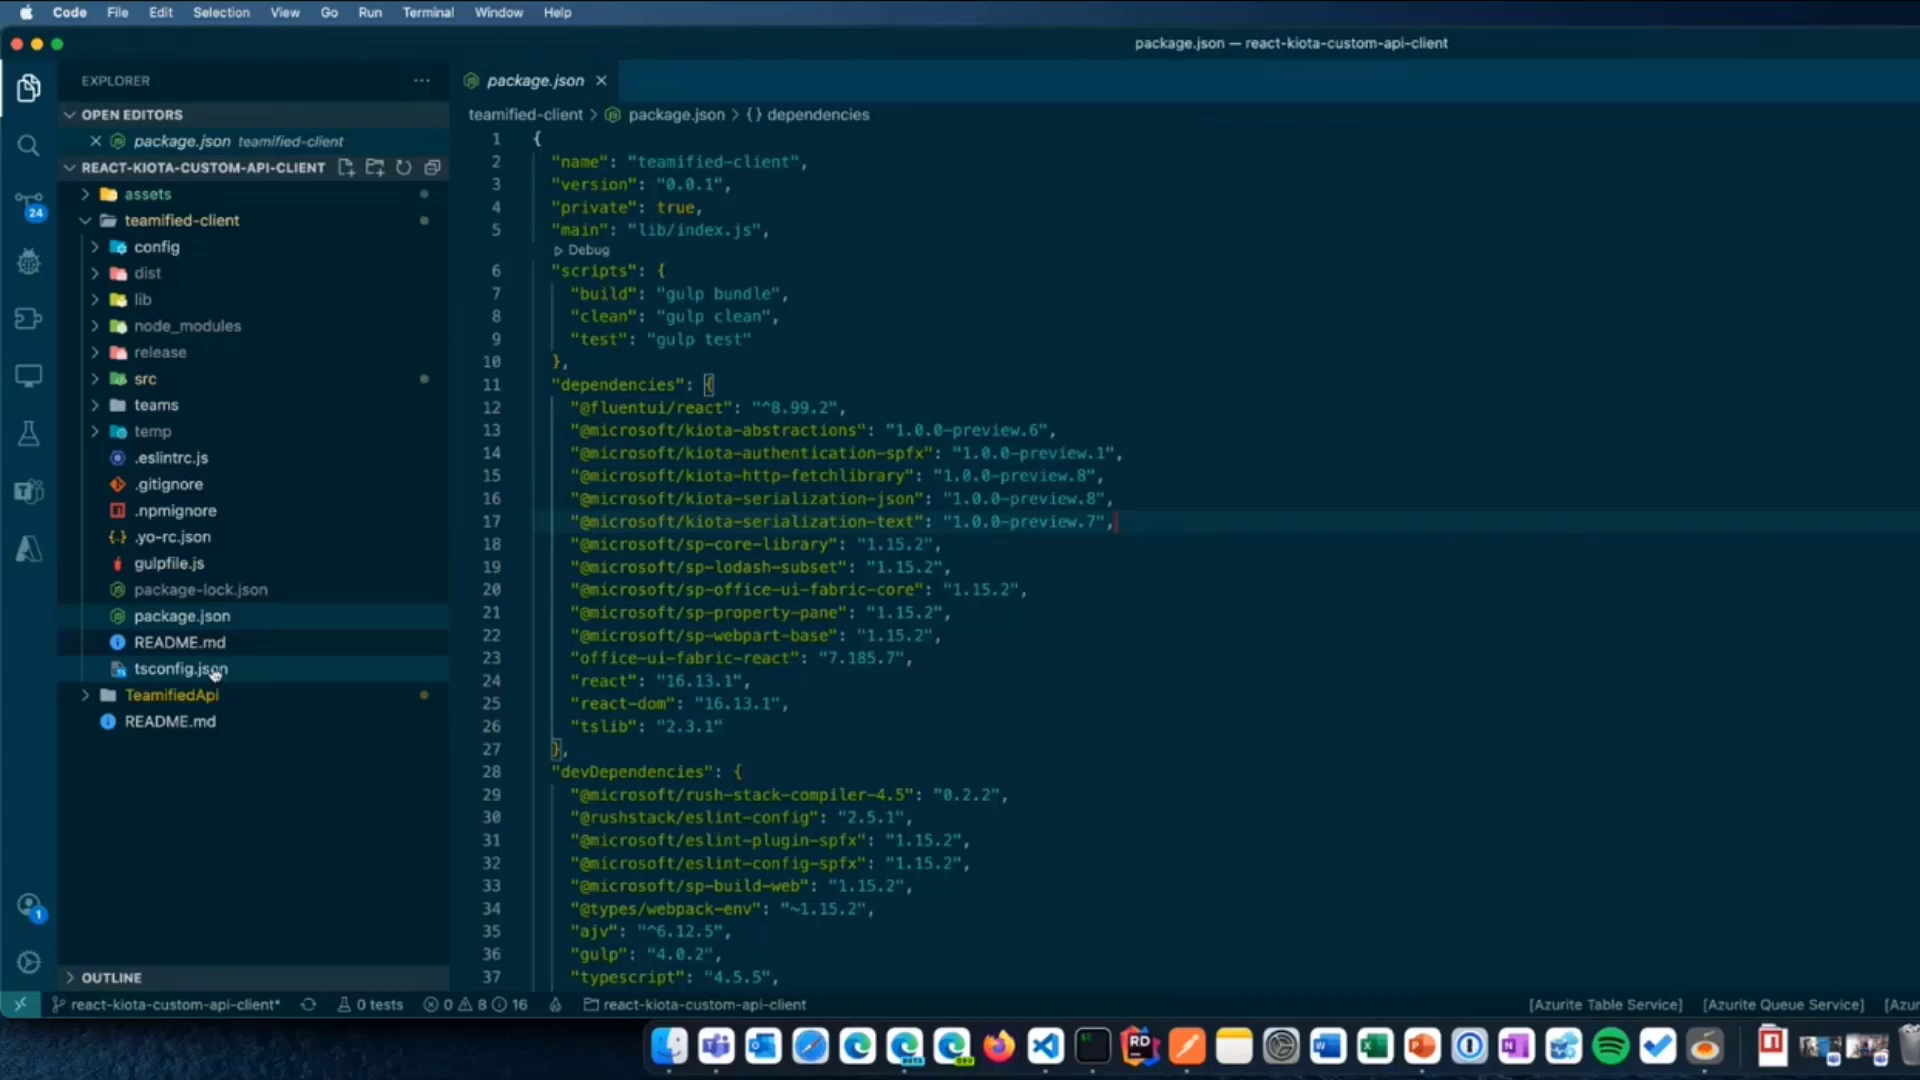 Code File Edit Selection View Go Run Terminal Window Help
package.json — react-kiota-custom-api-client
EXPLORER
OPEN EDITORS
package.json teamified-client
REACT-KIOTA-CUSTOM-API-CLIENT
assets
teamified-client
config
dist
lib
node_modules
release
src
teams
temp
.eslintrc.js
.gitignore
.npmignore
.yo-rc.json
gulpfile.js
package-lock.json
package.json
README.md
tsconfig.json
TeamifiedApi
README.md
OUTLINE
24
1
package.json
teamified-client > package.json > {} dependencies
1 {
2 "name": "teamified-client",
3 "version": "0.0.1",
4 "private": true,
5 "main": "lib/index.js",
Debug
6 "scripts": {
7 "build": "gulp bundle",
8 "clean": "gulp clean",
9 "test": "gulp test"
10 },
11 "dependencies": {
12 "@fluentui/react": "^8.99.2",
13 "@microsoft/kiota-abstractions": "1.0.0-preview.6",
14 "@microsoft/kiota-authentication-spfx": "1.0.0-preview.1",
15 "@microsoft/kiota-http-fetchlibrary": "1.0.0-preview.8",
16 "@microsoft/kiota-serialization-json": "1.0.0-preview.8",
17 "@microsoft/kiota-serialization-text": "1.0.0-preview.7",
18 "@microsoft/sp-core-library": "1.15.2",
19 "@microsoft/sp-lodash-subset": "1.15.2",
20 "@microsoft/sp-office-ui-fabric-core": "1.15.2",
21 "@microsoft/sp-property-pane": "1.15.2",
22 "@microsoft/sp-webpart-base": "1.15.2",
23 "office-ui-fabric-react": "7.185.7",
24 "react": "16.13.1",
25 "react-dom": "16.13.1",
26 "tslib": "2.3.1"
27 },
28 "devDependencies": {
29 "@microsoft/rush-stack-compiler-4.5": "0.2.2",
30 "@rushstack/eslint-config": "2.5.1",
31 "@microsoft/eslint-plugin-spfx": "1.15.2",
32 "@microsoft/eslint-config-spfx": "1.15.2",
33 "@microsoft/sp-build-web": "1.15.2",
34 "@types/webpack-env": "~1.15.2",
35 "ajv": "^6.12.5",
36 "gulp": "4.0.2",
37 "typescript": "4.5.5",
react-kiota-custom-api-client* 0 tests 0 8 16 react-kiota-custom-api-client [Azurite Table Service] [Azurite Queue Service] [Azur
BETA DEV RD